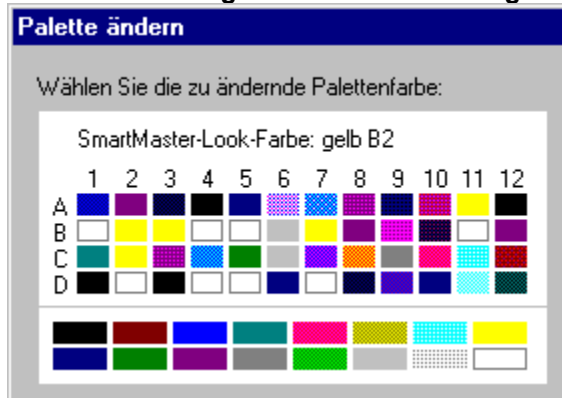 Palette ändern
Wählen Sie die zu ändernde Palettenfarbe:
SmartMaster-Look-Farbe: gelb B2
1 2 3 4 5 6 7 8 9 10 11 12
A
B
C
D